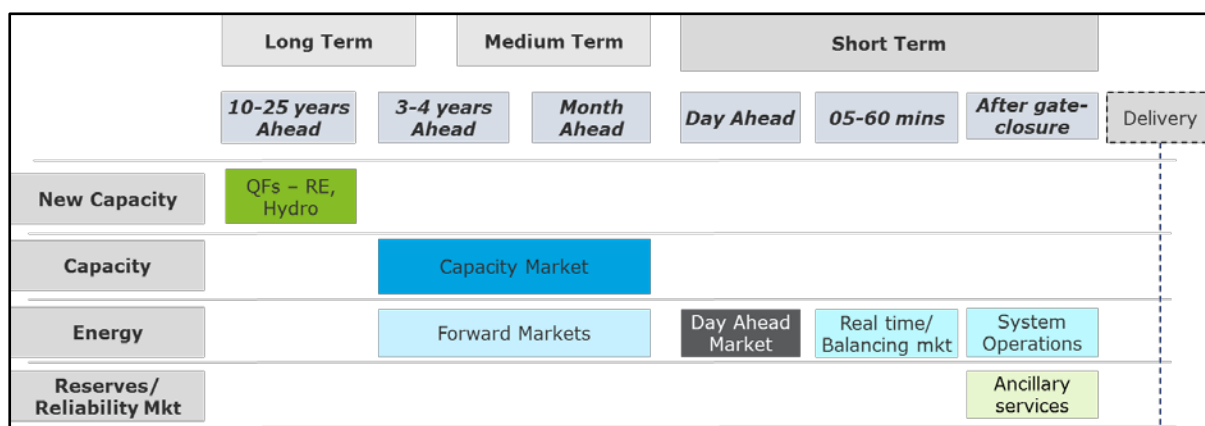 Long Term
Medium Term
Short Term
10-25 years
Ahead
3-4 years
Ahead
Month
Ahead
Day Ahead
05-60 mins
After gate-
closure
Delivery
New Capacity
QFs – RE,
Hydro
Capacity
Capacity Market
Energy
Forward Markets
Day Ahead
Market
Real time/
Balancing mkt
System
Operations
Reserves/
Reliability Mkt
Ancillary
services